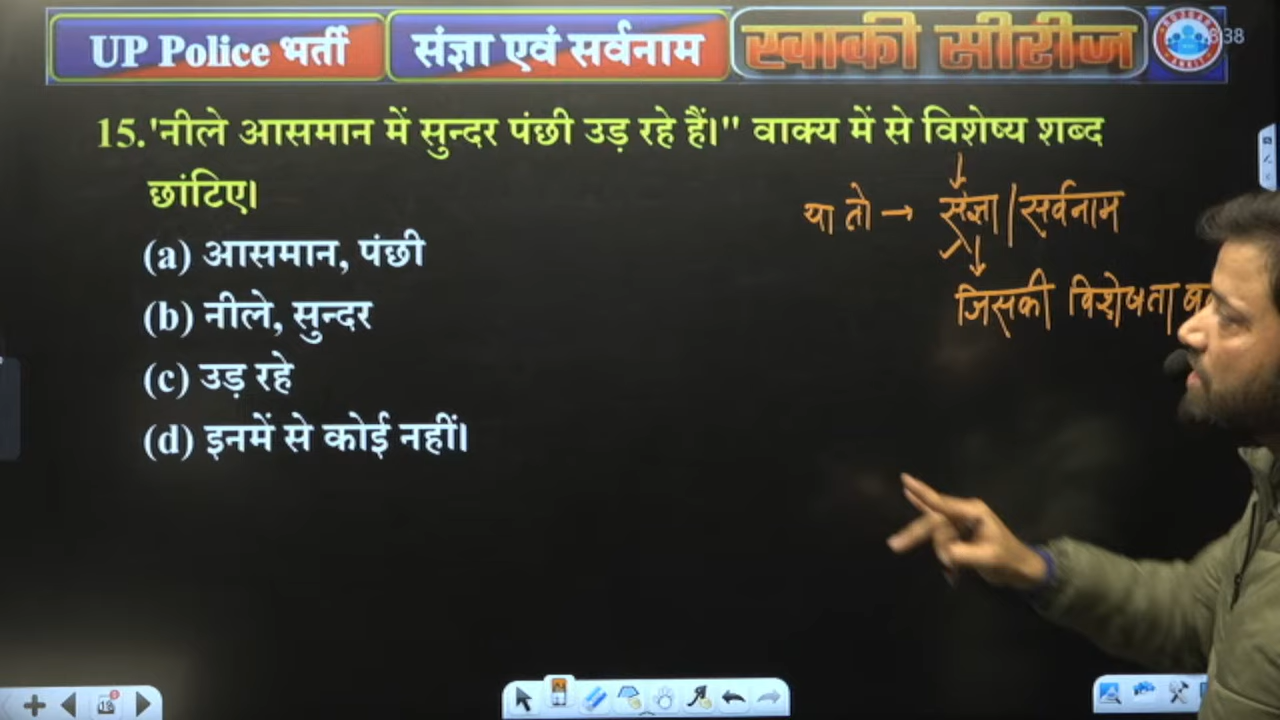 UP Police भर्ती
संज्ञा एवं सर्वनाम
खाकी सीरीज
15.'नीले आसमान में सुन्दर पंछी उड़ रहे हैं।" वाक्य में से विशेष्य शब्द
छांटिए।
या तो → संज्ञा/सर्वनाम
जिसकी विशेषता
(a) आसमान, पंछी
(b) नीले, सुन्दर
(c) उड़ रहे
(d) इनमें से कोई नहीं।